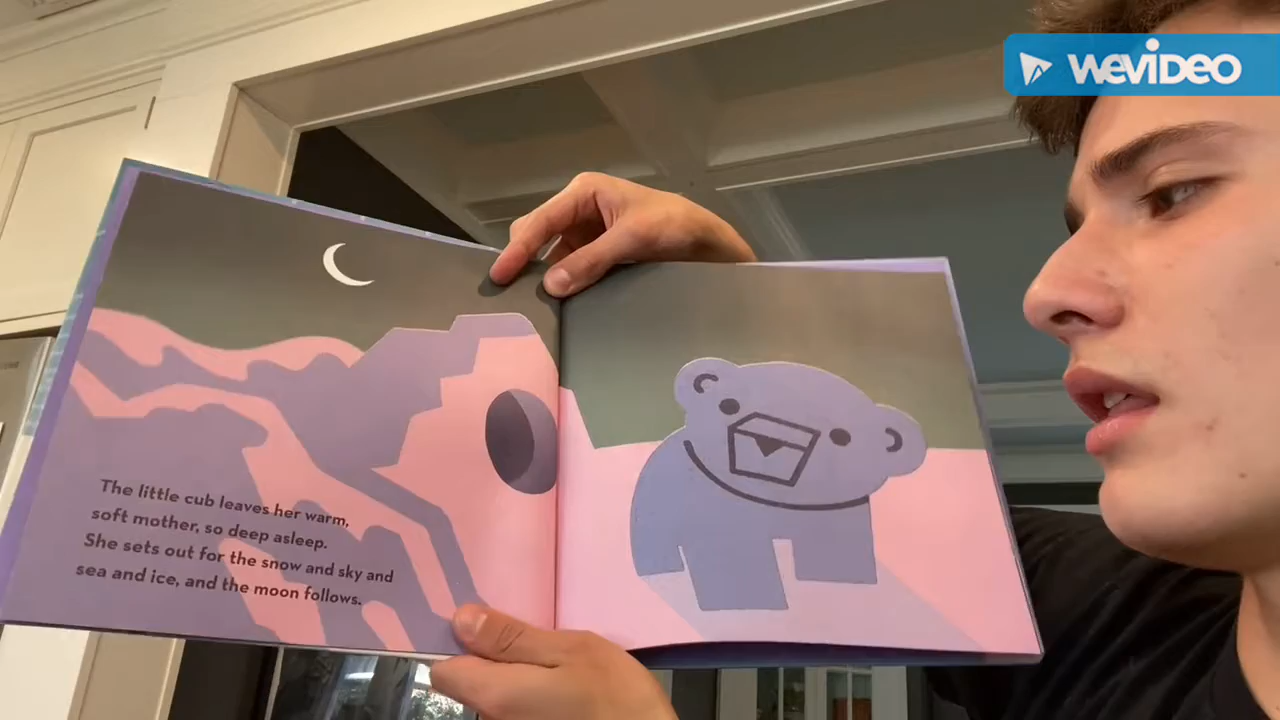 WeVideo
The little cub leaves her warm,
soft mother, so deep asleep.
She sets out for the snow and sky and
sea and ice, and the moon follows.